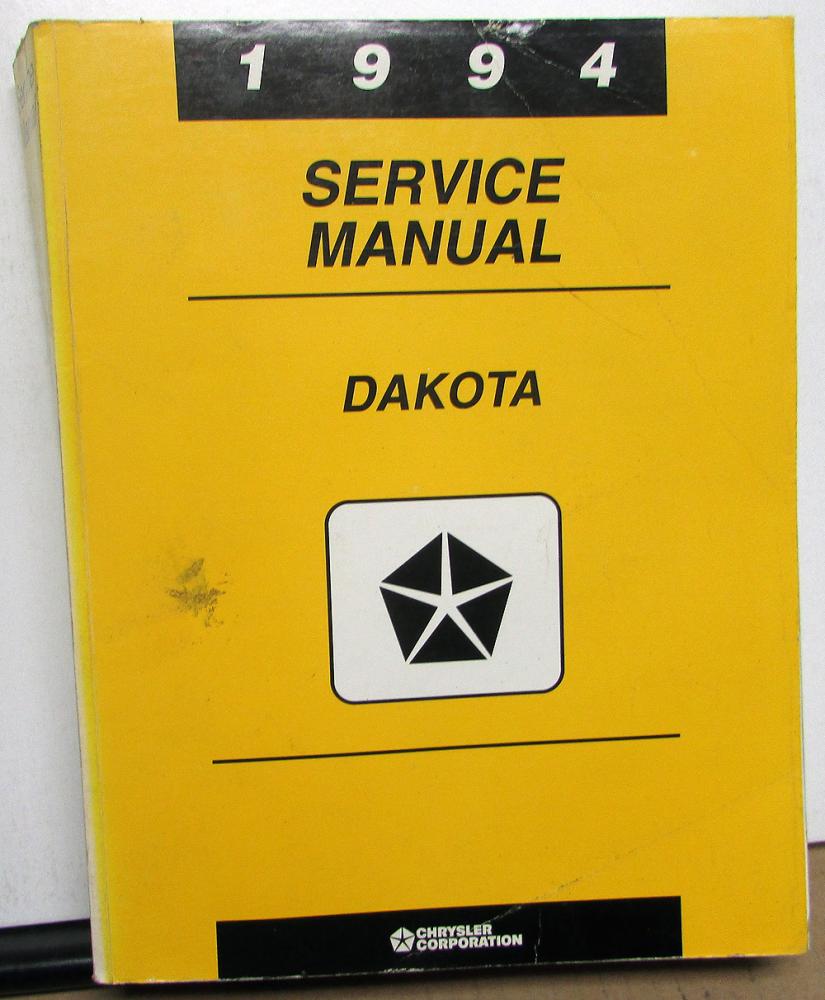 1 9 9 4
SERVICE
MANUAL
DAKOTA
CHRYSLER
CORPORATION